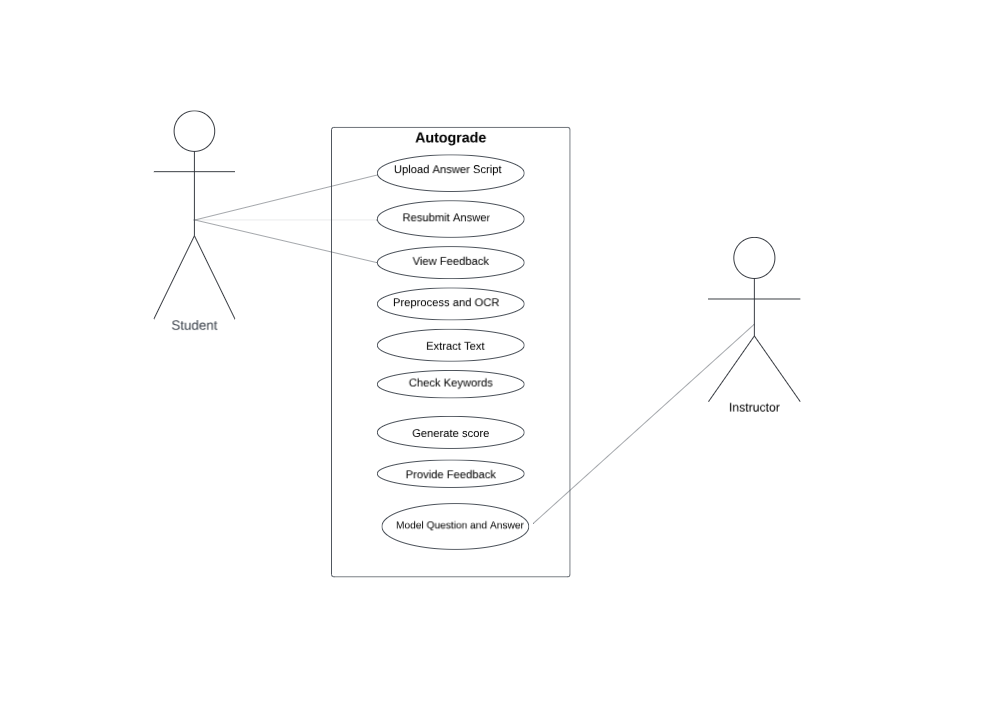 Autograde
Upload Answer Script
Resubmit Answer
View Feedback
Preprocess and OCR
Extract Text
Check Keywords
Generate score
Provide Feedback
Model Question and Answer
Student
Instructor